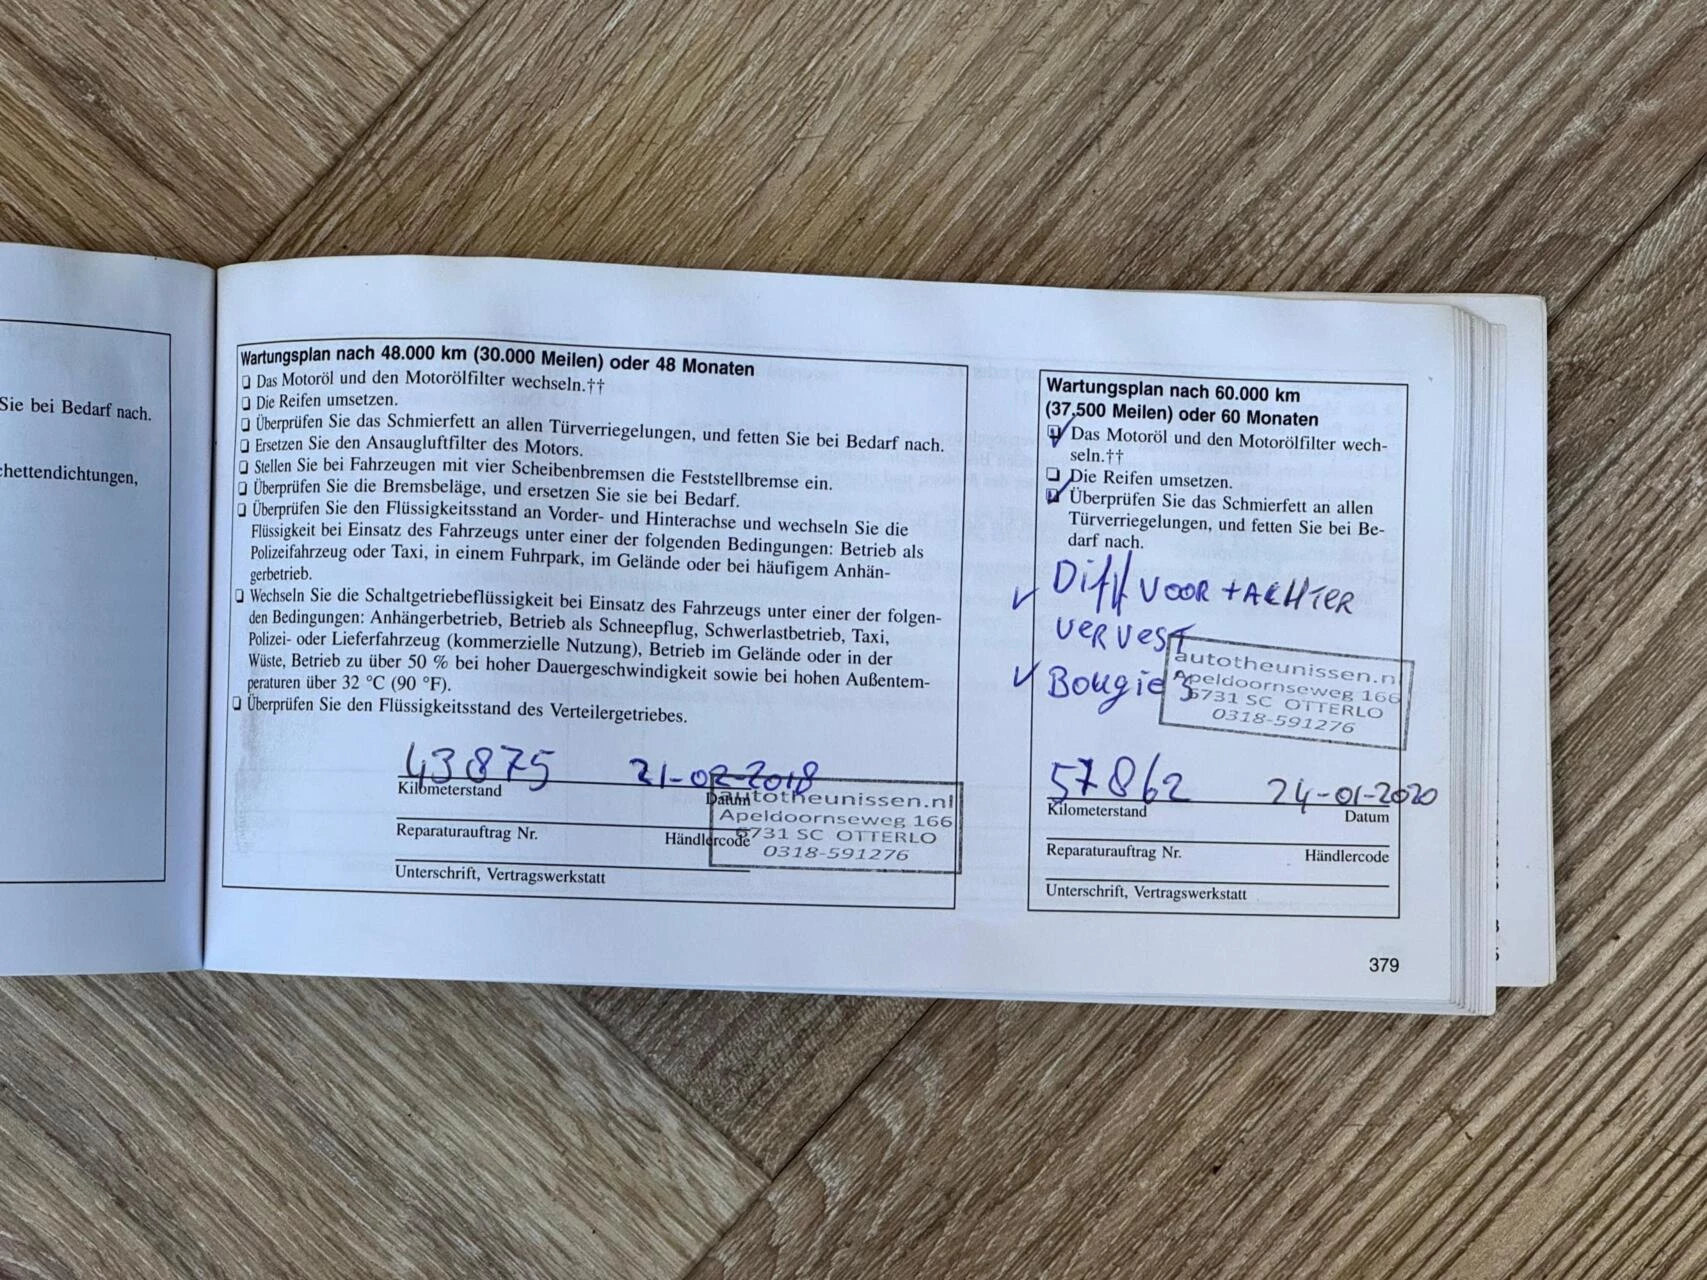 Sie bei Bedarf nach.
chettendichtungen,
Wartungsplan nach 48.000 km (30.000 Meilen) oder 48 Monaten
❏ Das Motoröl und den Motorölfilter wechseln.††
❏ Die Reifen umsetzen.
❏ Überprüfen Sie das Schmierfett an allen Türverriegelungen, und fetten Sie bei Bedarf nach.
❏ Ersetzen Sie den Ansaugluftfilter des Motors.
❏ Stellen Sie bei Fahrzeugen mit vier Scheibenbremsen die Feststellbremse ein.
❏ Überprüfen Sie die Bremsbeläge, und ersetzen Sie sie bei Bedarf.
❏ Überprüfen Sie den Flüssigkeitsstand an Vorder- und Hinterachse und wechseln Sie die
Flüssigkeit bei Einsatz des Fahrzeugs unter einer der folgenden Bedingungen: Betrieb als
Polizeifahrzeug oder Taxi, in einem Fuhrpark, im Gelände oder bei häufigem Anhän-
gerbetrieb.
❏ Wechseln Sie die Schaltgetriebeflüssigkeit bei Einsatz des Fahrzeugs unter einer der folgen-
den Bedingungen: Anhängerbetrieb, Betrieb als Schneepflug, Schwerlastbetrieb, Taxi,
Polizei- oder Lieferfahrzeug (kommerzielle Nutzung), Betrieb im Gelände oder in der
Wüste, Betrieb zu über 50 % bei hoher Dauergeschwindigkeit sowie bei hohen Außentem-
peraturen über 32 °C (90 °F).
❏ Überprüfen Sie den Flüssigkeitsstand des Verteilergetriebes.
43875 21-02-2018
Kilometerstand Datum
autotheunissen.nl
Apeldoornseweg 166
6731 SC OTTERLO
0318-591276
Reparaturauftrag Nr. Händlercode
Unterschrift, Vertragswerkstatt
Wartungsplan nach 60.000 km
(37,500 Meilen) oder 60 Monaten
❏ Das Motoröl und den Motorölfilter wech-
seln.††
❏ Die Reifen umsetzen.
❏ Überprüfen Sie das Schmierfett an allen
Türverriegelungen, und fetten Sie bei Be-
darf nach.
✓ Diff VOOR + ACHTER
VERVEST
✓ Bougie's
autotheunissen.nl
Apeldoornseweg 166
6731 SC OTTERLO
0318-591276
57862 24-01-2020
Kilometerstand Datum
Reparaturauftrag Nr. Händlercode
Unterschrift, Vertragswerkstatt
379